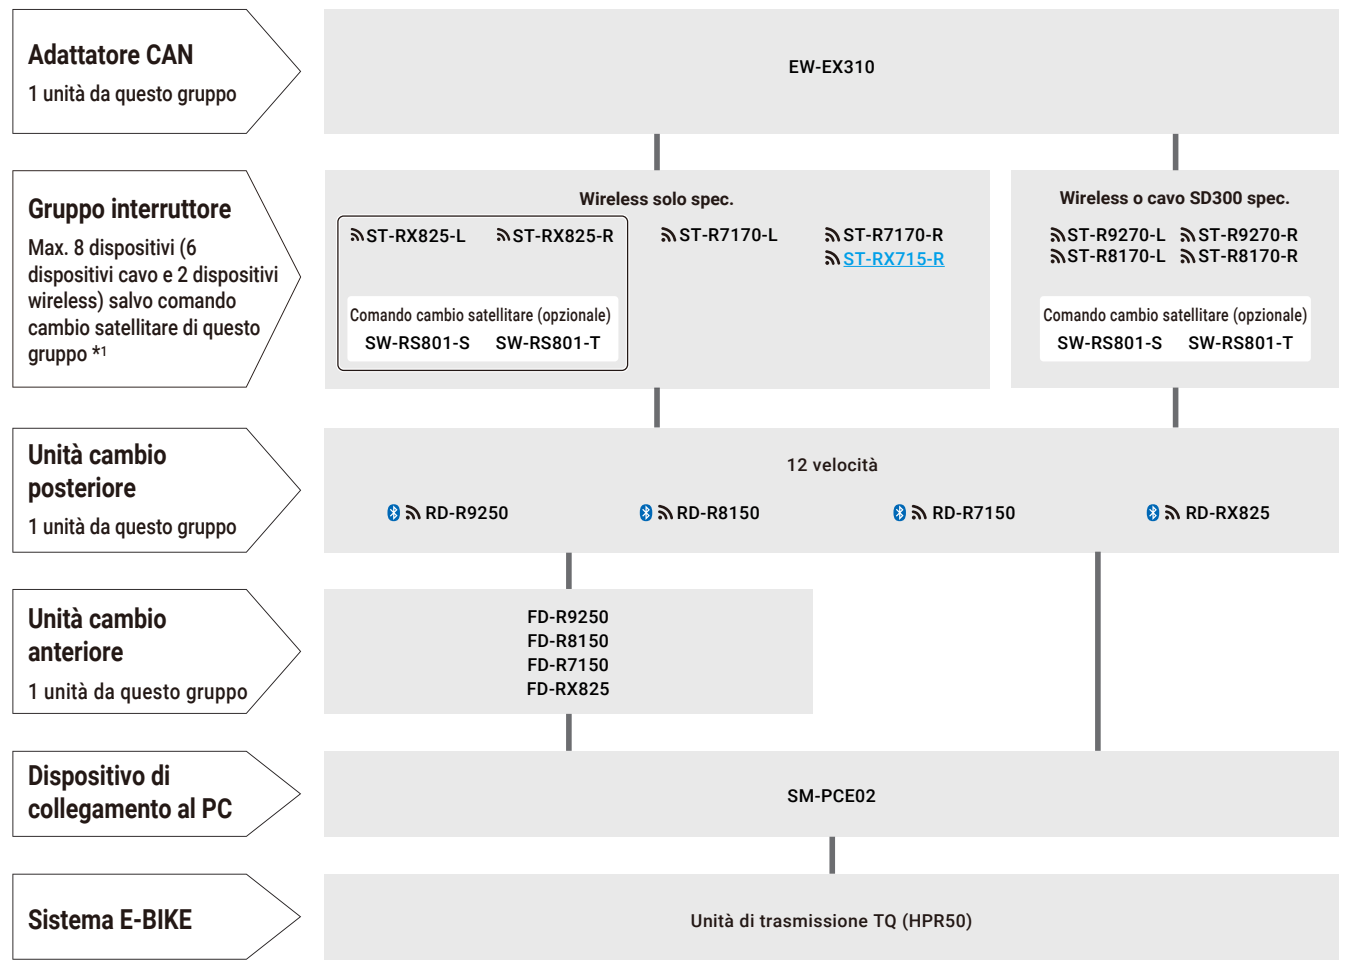 Adattatore CAN
1 unità da questo gruppo
EW-EX310
Gruppo interruttore
Max. 8 dispositivi (6
dispositivi cavo e 2 dispositivi
wireless) salvo comando
cambio satellitare di questo
gruppo *1
Wireless solo spec.
ST-RX825-L ST-RX825-R ST-R7170-L ST-R7170-R
ST-RX715-R
Comando cambio satellitare (opzionale)
SW-RS801-S SW-RS801-T
Wireless o cavo SD300 spec.
ST-R9270-L ST-R9270-R
ST-R8170-L ST-R8170-R
Comando cambio satellitare (opzionale)
SW-RS801-S SW-RS801-T
Unità cambio
posteriore
1 unità da questo gruppo
12 velocità
RD-R9250 RD-R8150 RD-R7150 RD-RX825
Unità cambio
anteriore
1 unità da questo gruppo
FD-R9250
FD-R8150
FD-R7150
FD-RX825
Dispositivo di
collegamento al PC
SM-PCE02
Sistema E-BIKE
Unità di trasmissione TQ (HPR50)